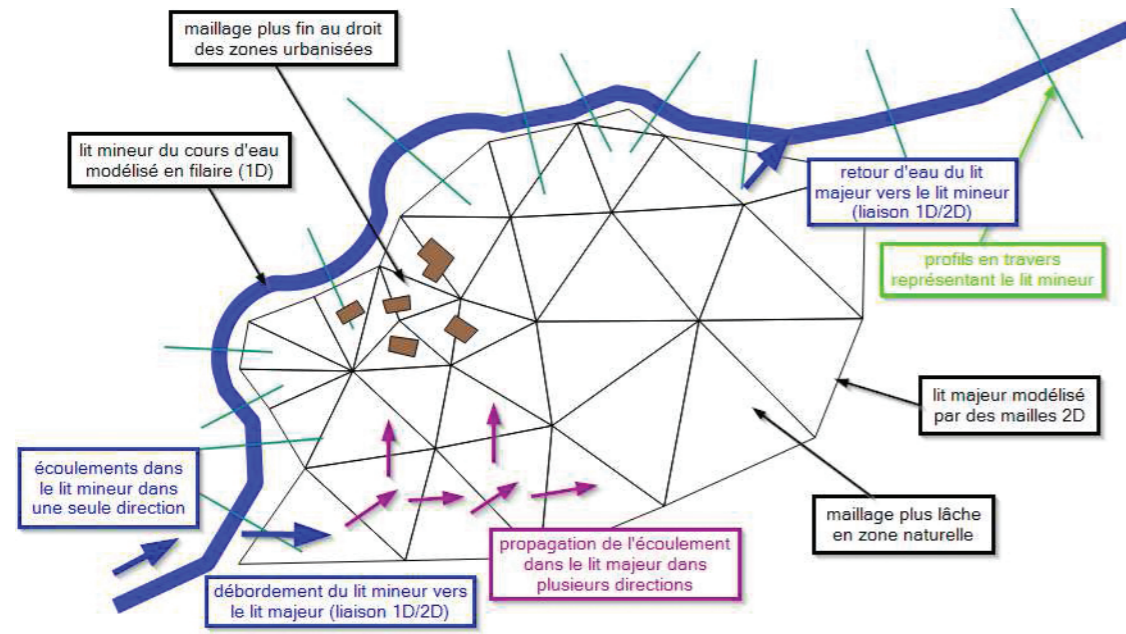 maillage plus fin au droit
des zones urbanisées
lit mineur du cours d'eau
modélisé en filaire (1D)
retour d'eau du lit
majeur vers le lit mineur
(liaison 1D/2D)
profils en travers
représentant le lit mineur
lit majeur modélisé
par des mailles 2D
écoulements dans
le lit mineur dans
une seule direction
maillage plus lâche
en zone naturelle
propagation de l'écoulement
dans le lit majeur dans
plusieurs directions
débordement du lit mineur vers
le lit majeur (liaison 1D/2D)